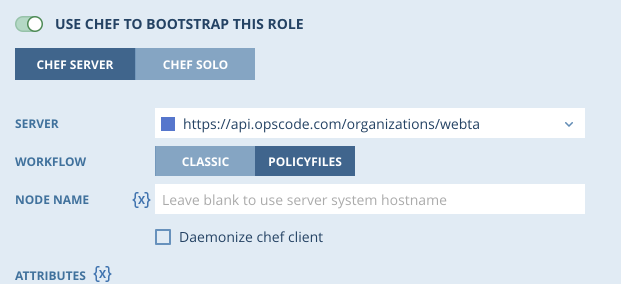 USE CHEF TO BOOTSTRAP THIS ROLE
CHEF SERVER CHEF SOLO
SERVER https://api.opscode.com/organizations/webta
WORKFLOW CLASSIC POLICYFILES
NODE NAME {x} Leave blank to use server system hostname
Daemonize chef client
ATTRIBUTES {x}